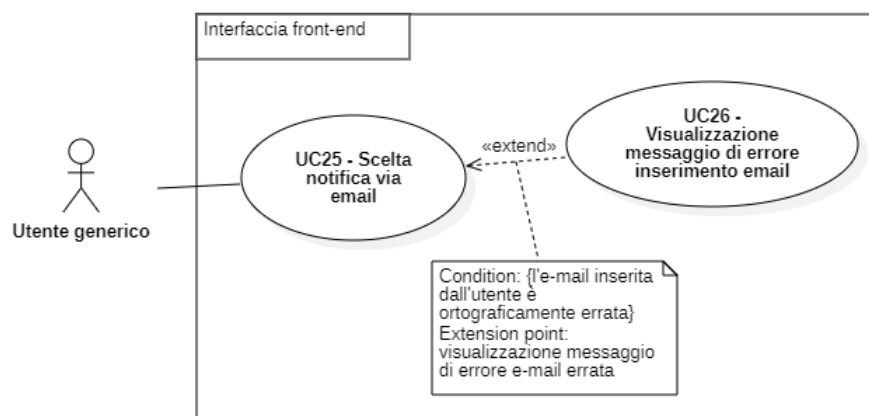 Interfaccia front-end
UC26 -
Visualizzazione
messaggio di errore
inserimento email
«extend»
UC25 - Scelta
notifica via
email
Utente generico
Condition: {l'e-mail inserita
dall'utente è
ortograficamente errata}
Extension point:
visualizzazione messaggio
di errore e-mail errata